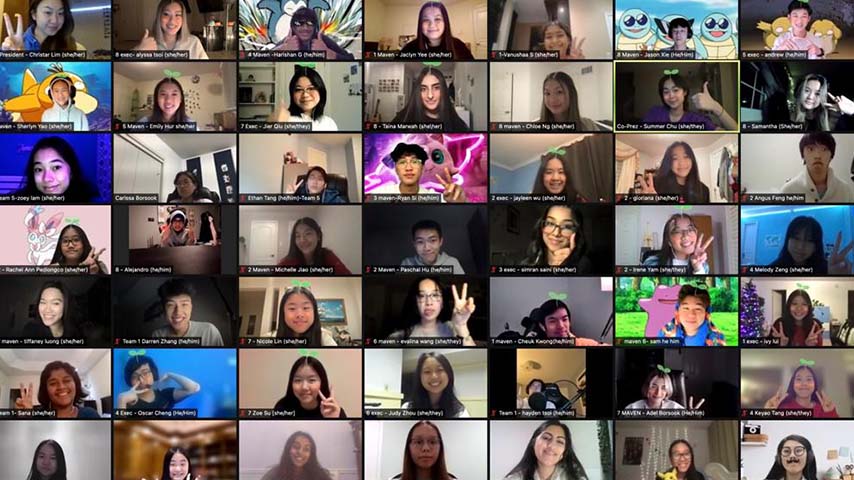 President - Christar Lim (she/her)
8 exec- alyssa tsoi (she/her)
4 Maven -Harishan G (he/him)
1 Maven - Jaclyn Yee (she/her)
1-Vanushaa S (she/her)
8 Maven - Jason Xie (He/Him)
5 exec - andrew (he/him)
aven - Sherlyn Yao (she/her)
5 Maven - Emily Hur she/her
7 Exec - Jier Qiu (she/they)
8 - Taina Marwah (she/her)
8 maven - Chloe Ng (she/her)
Co-Prez - Summer Chu (she/they)
8 - Samantha (She/her)
eam 5-zoey lam (she/her)
Carissa Borsook
Ethan Tang (he/him)-Team 5
3 maven-Ryan Si (he/him)
2 exec - jayleen wu (she/her)
2 - gloriana (she/her)
2 Angus Feng he/him
- Rachel Ann Pedlongco (she/her)
8 - Alejandro (he/him)
2 Maven - Michelle Jiao (she/her)
2 Maven - Paschal Hu (he/him)
3 exec - simran saini (she/her)
2 - Irene Yam (she/they)
4 Melody Zeng (she/her)
maven - tiffaney luong (she/her)
Team 1 Darren Zhang (he/him)
7 - Nicole Lin (she/her)
6 maven - evalina wang (she/they)
1 maven - Cheuk Kwong(he/him)
maven 6- sam he him
1 exec - ivy lui
eam 1- Sana (she/her)
4 Exec - Oscar Cheng (He/Him)
7 Zoe Su (she/her)
6 exec - Judy Zhou (she/they)
Team 1 - hayden tsoi (he/him)
7 MAVEN - Adel Borsook (He/Him)
4 Keyao Tang (she/they)